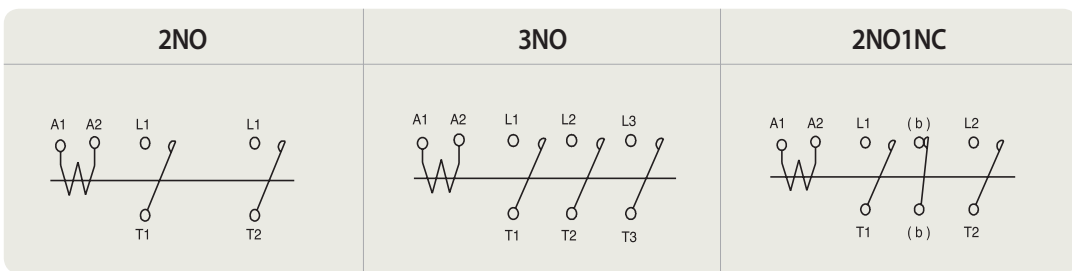 2NO
3NO
2NO1NC
A1 A2 L1 L1
T1 T2
A1 A2 L1 L2 L3
T1 T2 T3
A1 A2 L1 (b) L2
T1 (b) T2